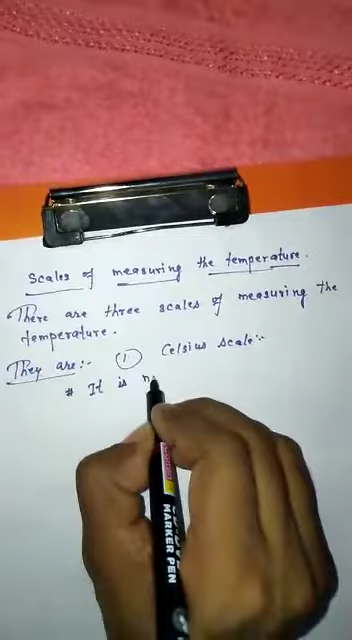 Scales of measuring the temperature.
There are three scales of measuring the
temperature.
They are:- ① Celsius scale:-
# It is n
MARKER PEN